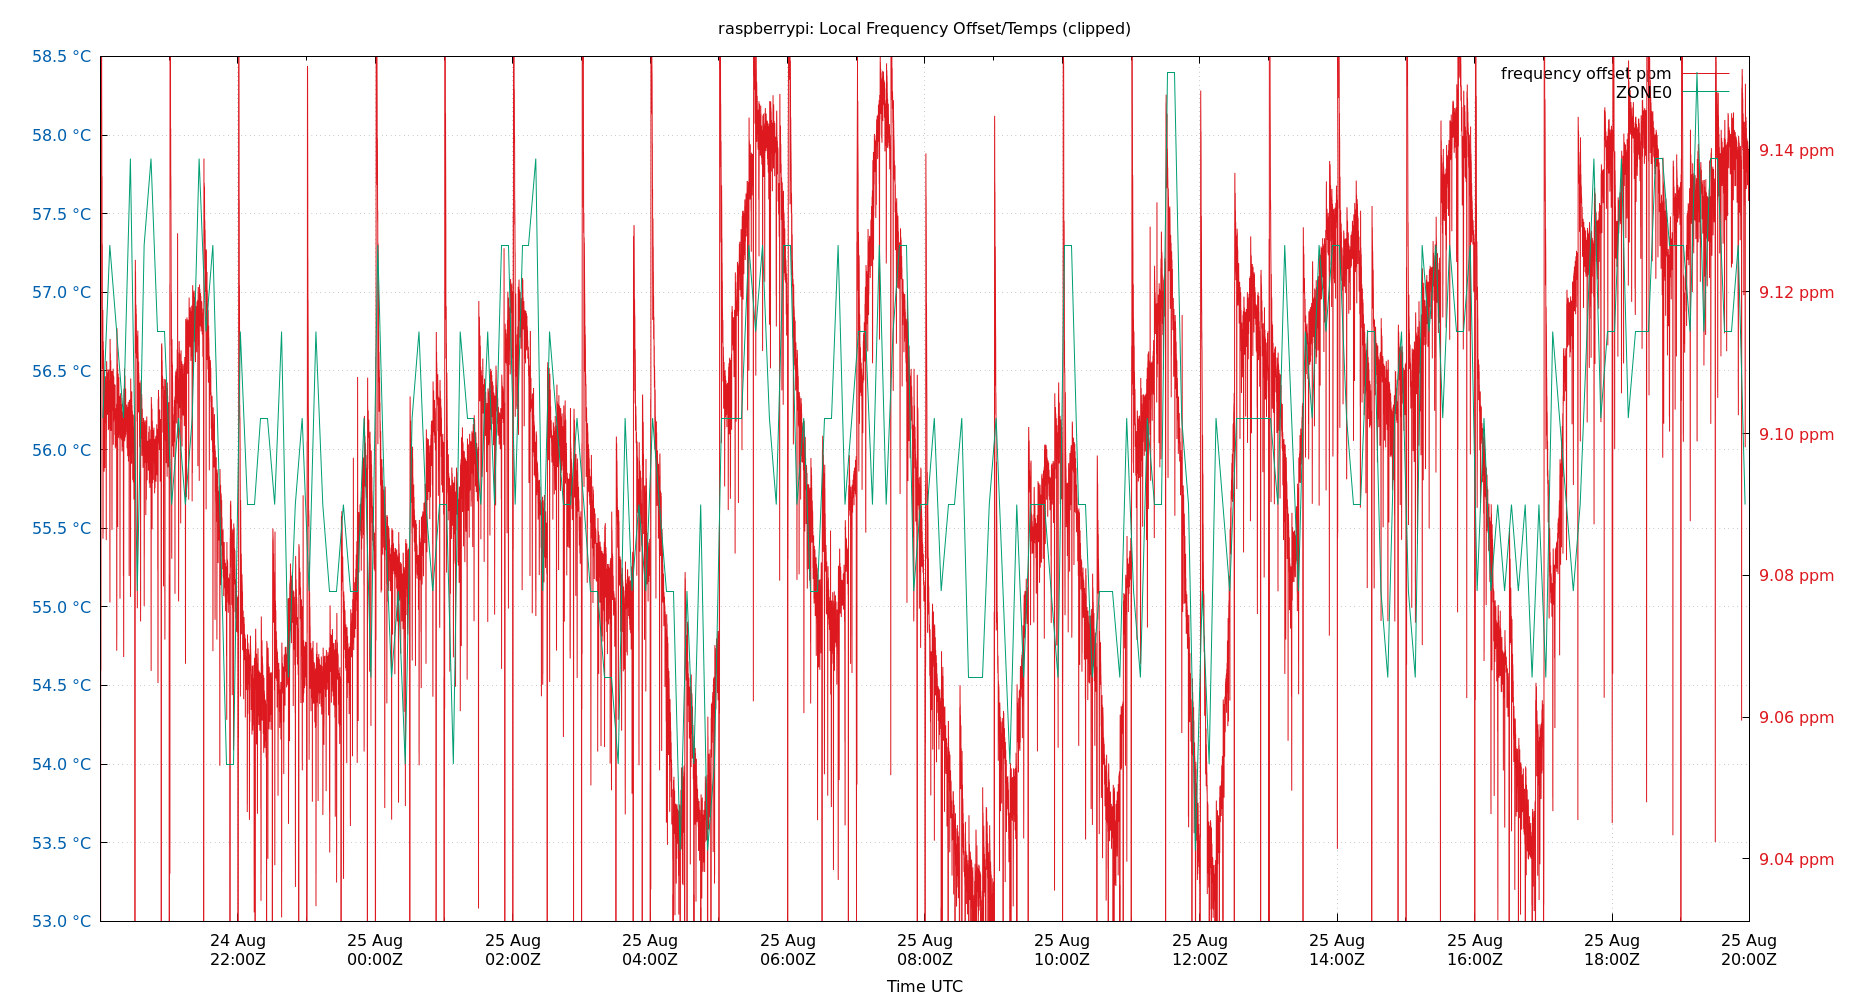 raspberrypi: Local Frequency Offset/Temps (clipped)
58.5 °C
58.0 °C
57.5 °C
57.0 °C
56.5 °C
56.0 °C
55.5 °C
55.0 °C
54.5 °C
54.0 °C
53.5 °C
53.0 °C
frequency offset ppm
ZONE0
9.14 ppm
9.12 ppm
9.10 ppm
9.08 ppm
9.06 ppm
9.04 ppm
24 Aug 25 Aug 25 Aug 25 Aug 25 Aug 25 Aug 25 Aug 25 Aug 25 Aug 25 Aug 25 Aug 25 Aug
22:00Z 00:00Z 02:00Z 04:00Z 06:00Z 08:00Z 10:00Z 12:00Z 14:00Z 16:00Z 18:00Z 20:00Z
Time UTC